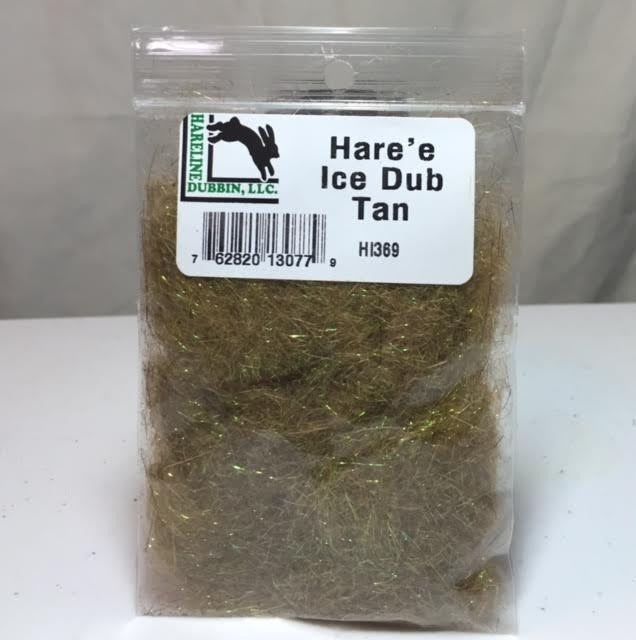 HARELINE
DUBBIN, LLC.
Hare'e
Ice Dub
Tan
7 62820 13077 9
HI369